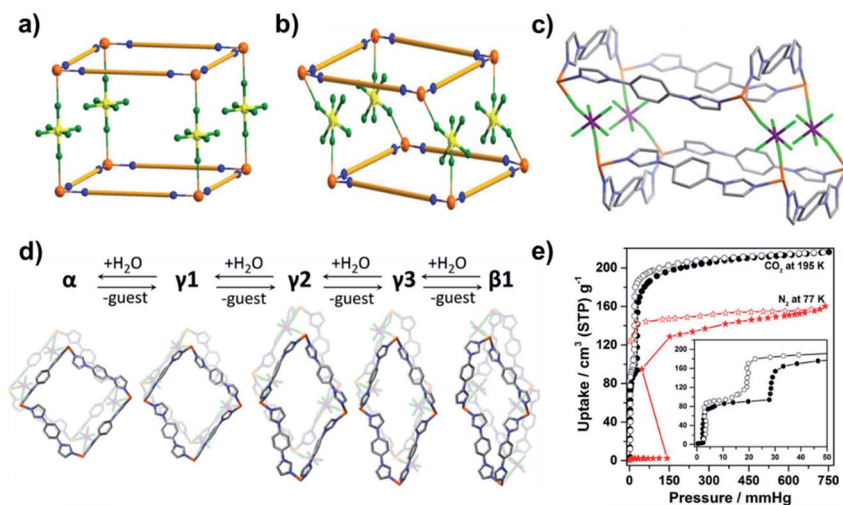 a)
b)
c)
d)
+H₂O +H₂O +H₂O +H₂O
α γ1 γ2 γ3 β1
-guest -guest -guest -guest
e)
200
160
120
80
40
0
Uptake / cm³ (STP) g⁻¹
CO₂ at 195 K
N₂ at 77 K
200
160
120
80
40
0
0 10 20 30 40 50
0 150 300 450 600 750
Pressure / mmHg